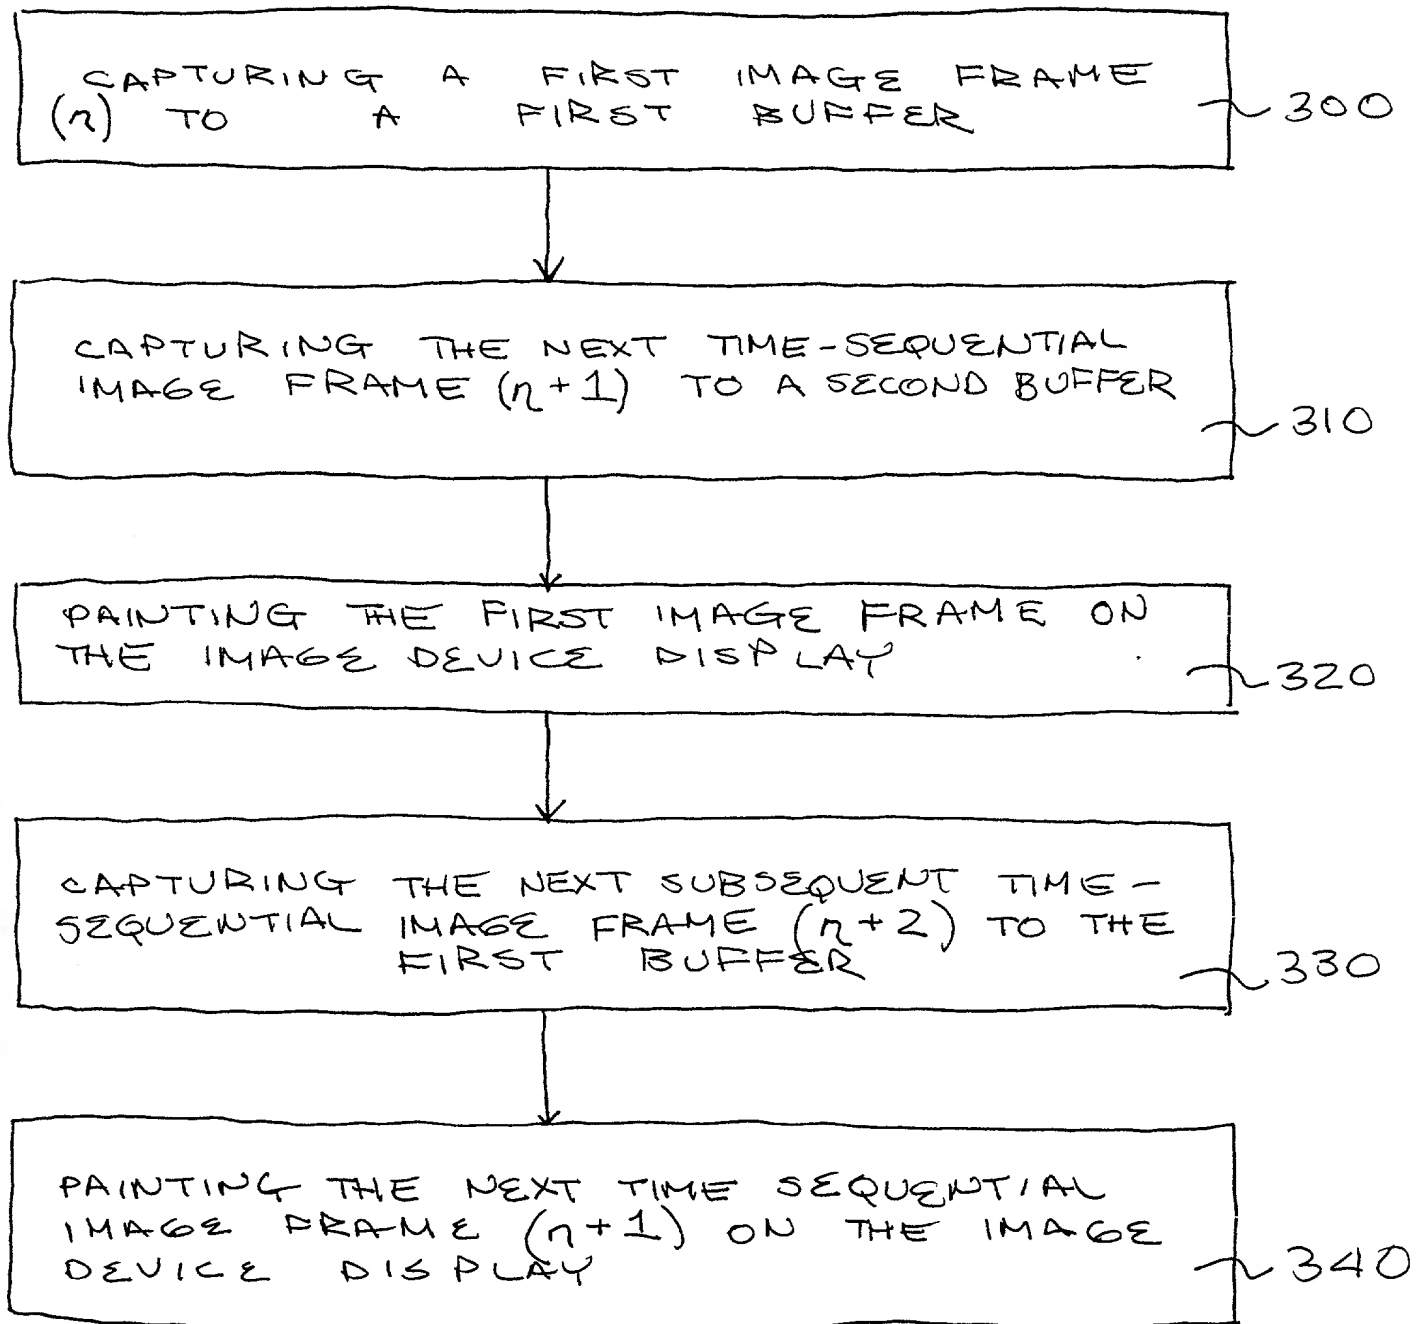 CAPTURING A FIRST IMAGE FRAME
(n) TO A FIRST BUFFER
300
CAPTURING THE NEXT TIME-SEQUENTIAL
IMAGE FRAME (n+1) TO A SECOND BUFFER
310
PAINTING THE FIRST IMAGE FRAME ON
THE IMAGE DEVICE DISPLAY
320
CAPTURING THE NEXT SUBSEQUENT TIME-
SEQUENTIAL IMAGE FRAME (n+2) TO THE
FIRST BUFFER
330
PAINTING THE NEXT TIME SEQUENTIAL
IMAGE FRAME (n+1) ON THE IMAGE
DEVICE DISPLAY
340